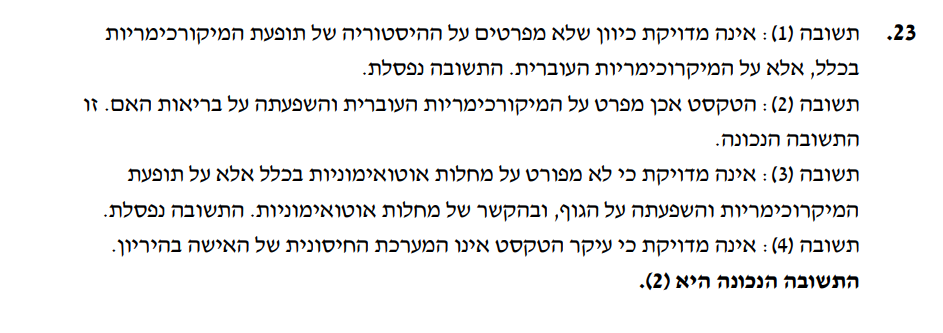 23. תשובה (1): אינה מדויקת כיוון שלא מפרטים על ההיסטוריה של תופעת המיקורכימריות
בכלל, אלא על המיקרוכימריות העוברית. התשובה נפסלת.
תשובה (2): הטקסט אכן מפרט על המיקורכימריות העוברית והשפעתה על בריאות האם. זו
התשובה הנכונה.
תשובה (3): אינה מדויקת כי לא מפורט על מחלות אוטואימוניות בכלל אלא על תופעת
המיקרוכימריות והשפעתה על הגוף, ובהקשר של מחלות אוטואימוניות. התשובה נפסלת.
תשובה (4): אינה מדויקת כי עיקר הטקסט אינו המערכת החיסונית של האישה בהיריון.
התשובה הנכונה היא (2).